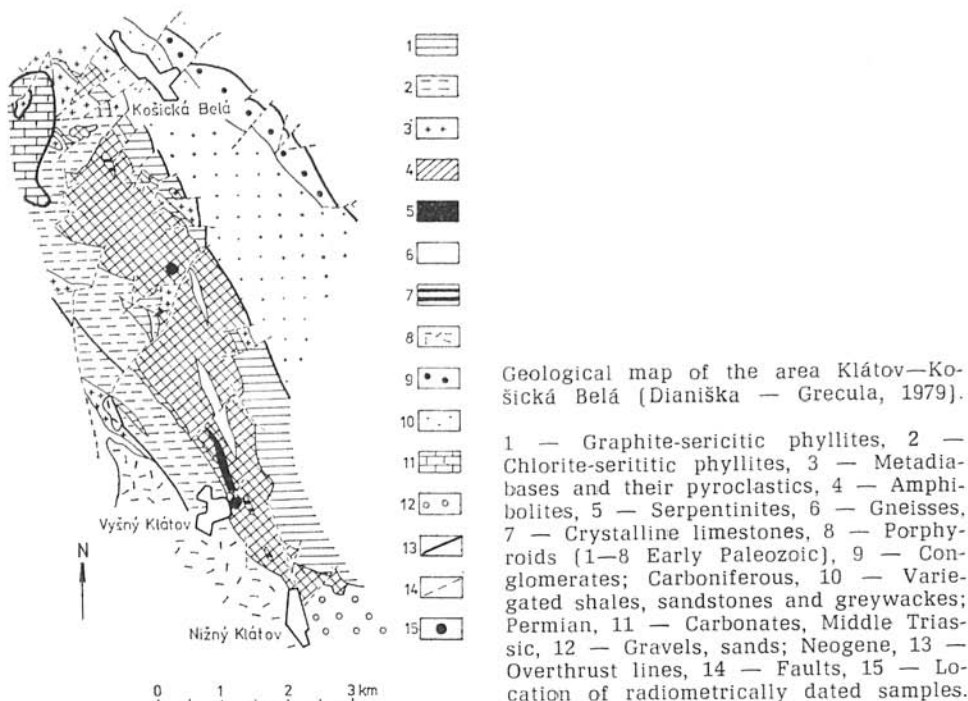 Košická Belá
Vyšný Klátov
N
Nižný Klátov
0 1 2 3 km
1
2
3
4
5
6
7
8
9
10
11
12
13
14
15
Geological map of the area Klátov—Ko-
šická Belá (Dianiška — Grecula, 1979).
1 — Graphite-sericitic phyllites, 2 —
Chlorite-serititic phyllites, 3 — Metadia-
bases and their pyroclastics, 4 — Amphi-
bolites, 5 — Serpentinites, 6 — Gneisses,
7 — Crystalline limestones, 8 — Porphy-
roids (1—8 Early Paleozoic), 9 — Con-
glomerates; Carboniferous, 10 — Varie-
gated shales, sandstones and greywackes;
Permian, 11 — Carbonates, Middle Trias-
sic, 12 — Gravels, sands; Neogene, 13 —
Overthrust lines, 14 — Faults, 15 — Lo-
cation of radiometrically dated samples.